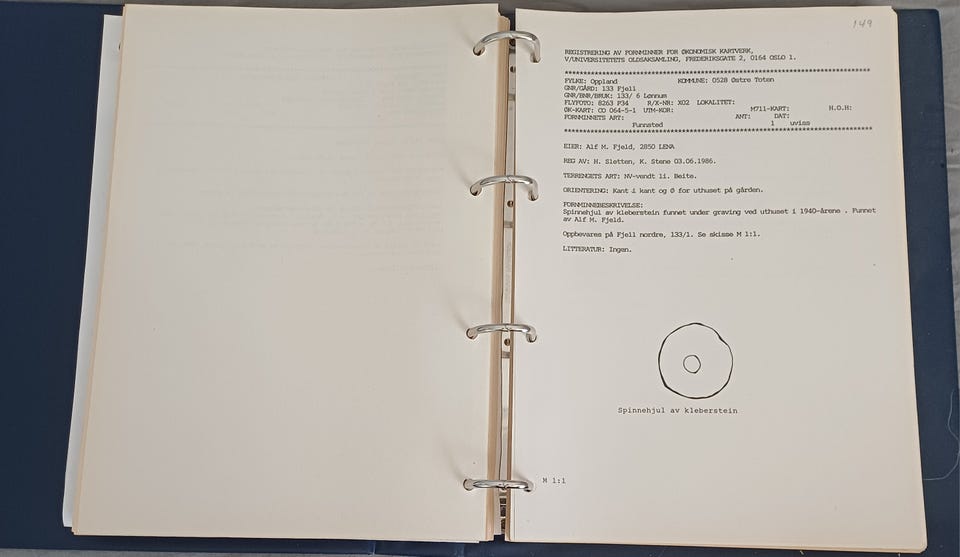 149
REGISTRERING AV FORNMINNER FOR ØKONOMISK KARTVERK,
V/UNIVERSITETETS OLDSAKSAMLING, FREDERIKSGATE 2, 0164 OSLO 1.
FYLKE: Oppland KOMMUNE: 0528 Østre Toten
GNR/GÅRD: 133 Fjell
GNR/BNR/BRUK: 133/ 6 Lønnum
FLYFOTO: 8263 P34 R/X-NR: X02 LOKALITET:
ØK-KART: CO 064-5-1 UTM-KOR: M711-KART: H.O.H:
FORNMINNETS ART: ANT: DAT:
Funnsted 1 uviss
EIER: Alf M. Fjeld, 2850 LENA
REG AV: H. Sletten, K. Stene 03.06.1986.
TERRENGETS ART: NV-vendt li. Beite.
ORIENTERING: Kant i kant og Ø for uthuset på gården.
FORNMINNEBESKRIVELSE:
Spinnehjul av kleberstein funnet under graving ved uthuset i 1940-årene . Funnet
av Alf M. Fjeld.
Oppbevares på Fjell nordre, 133/1. Se skisse M 1:1.
LITTERATUR: Ingen.
Spinnehjul av kleberstein
M 1:1